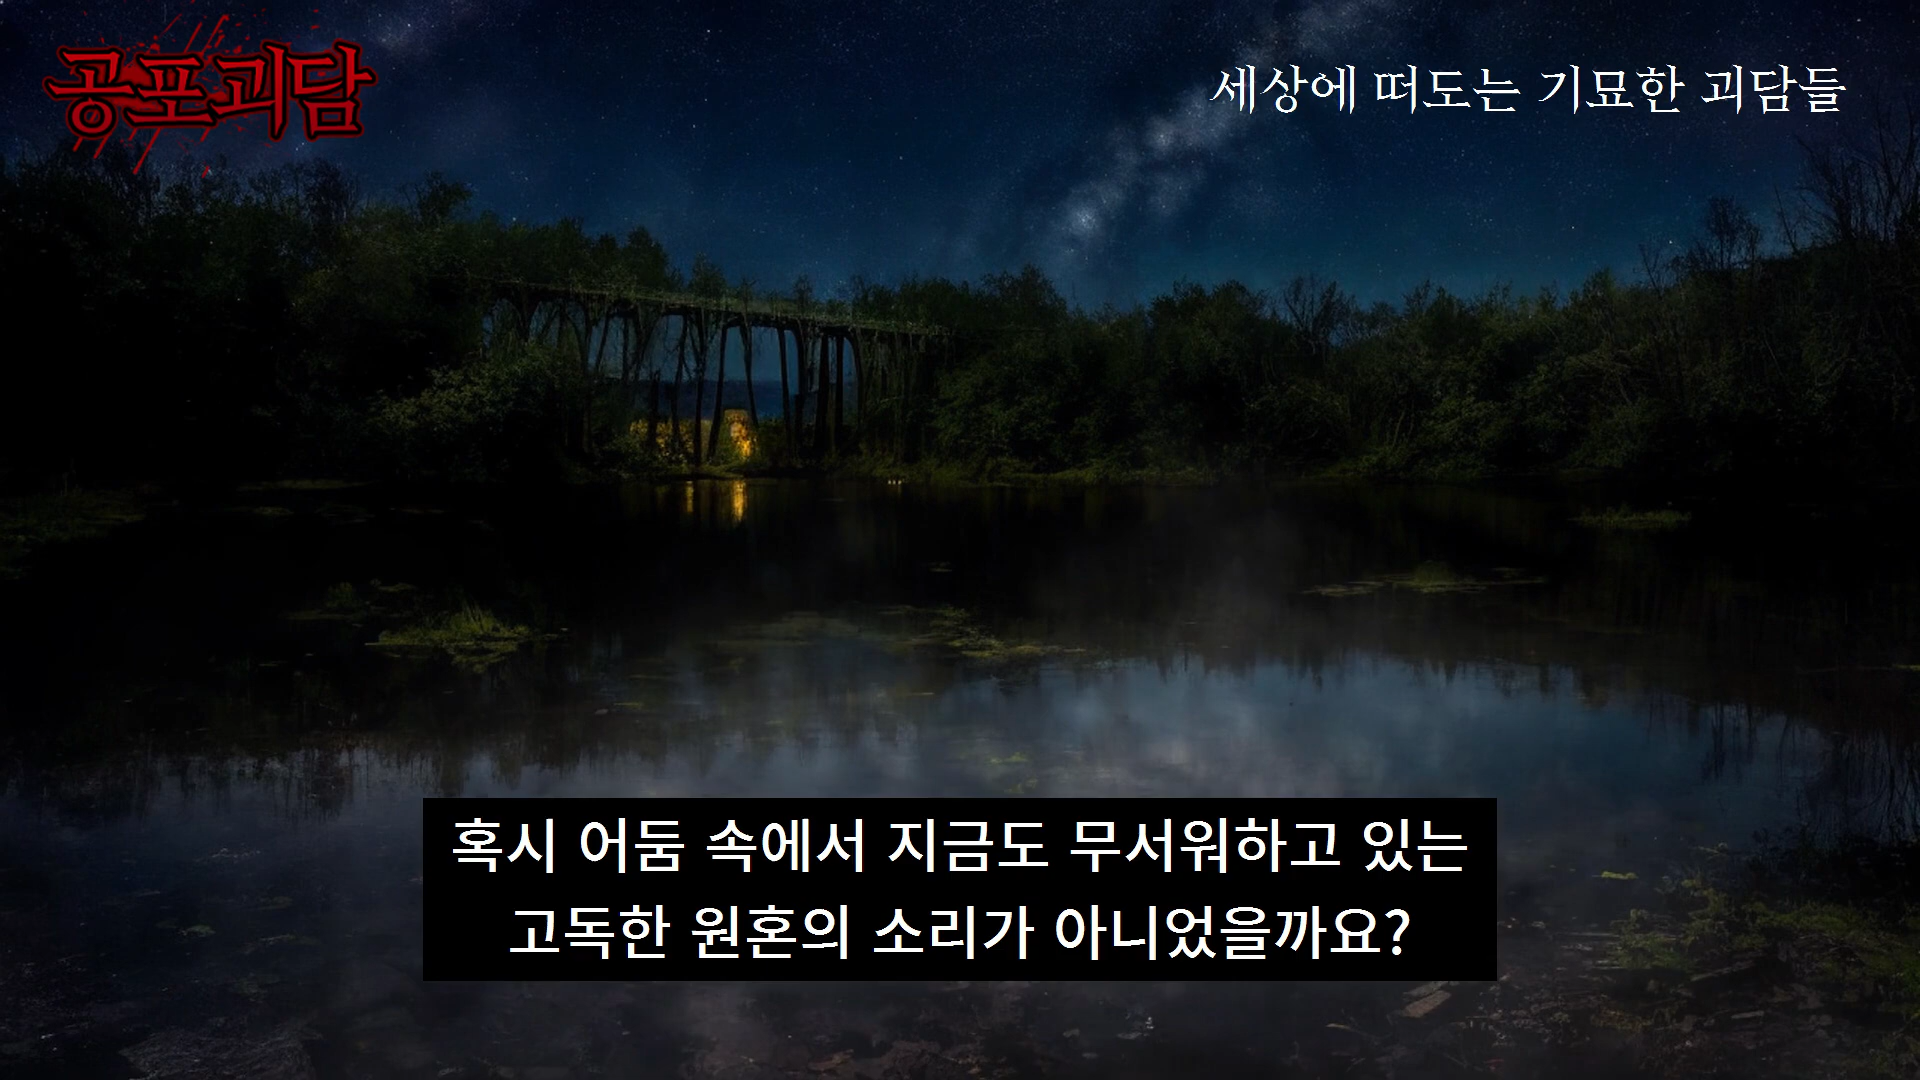 공포괴담
세상에 떠도는 기묘한 괴담들
혹시 어둠 속에서 지금도 무서워하고 있는
고독한 원혼의 소리가 아니었을까요?